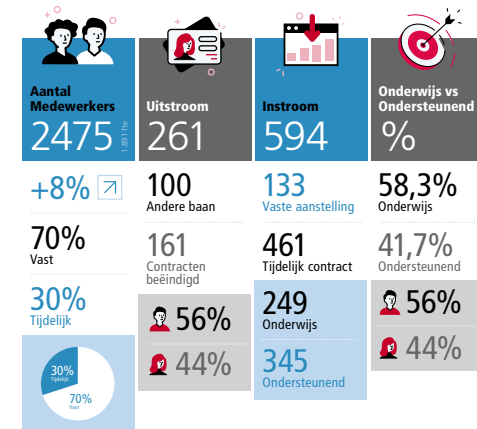 Aantal
Medewerkers
2475
1.891 fte
+8%
70%
Vast
30%
Tijdelijk
30%
Tijdelijk
70%
Vast
Uitstroom
261
100
Andere baan
161
Contracten
beëindigd
56%
44%
Instroom
594
133
Vaste aanstelling
461
Tijdelijk contract
249
Onderwijs
345
Ondersteunend
Onderwijs vs
Ondersteunend
%
58,3%
Onderwijs
41,7%
Ondersteunend
56%
44%